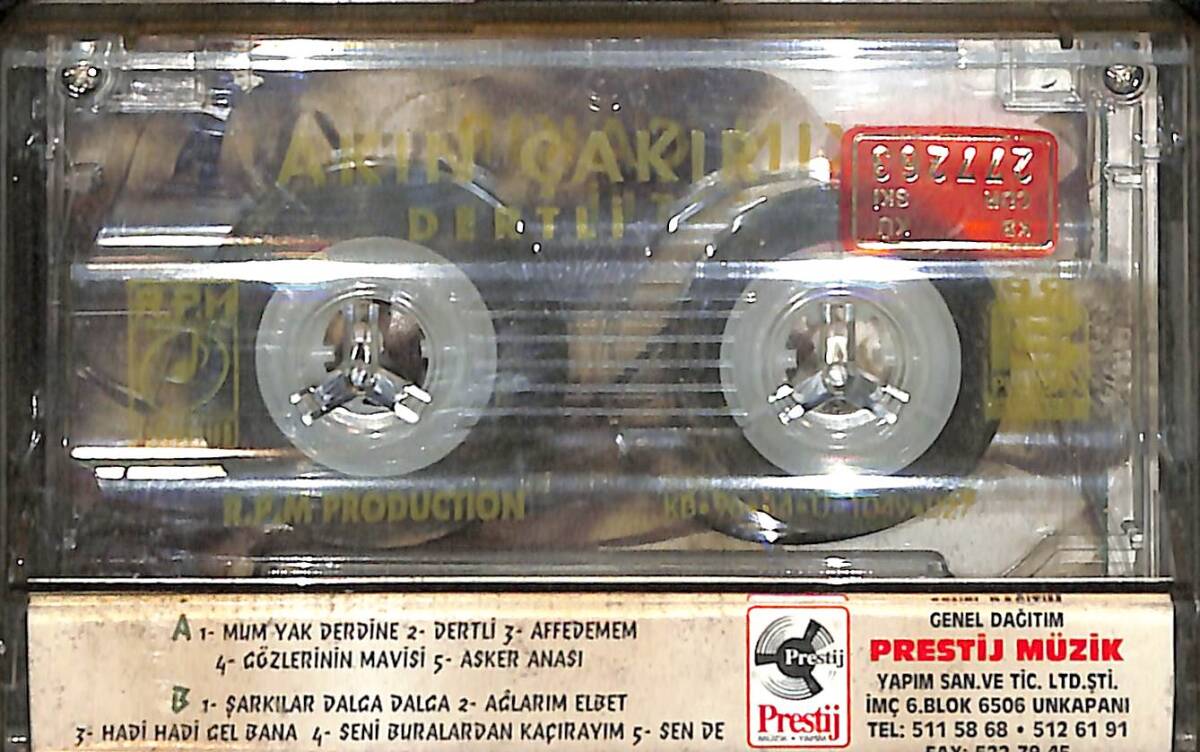 AKIN ÇAKIR
DERTLİ
277263
R.P.M
R.P.M PRODUCTION
A 1- MUM YAK DERDİNE 2- DERTLİ 3- AFFEDEMEM
4- GÖZLERİNİN MAVİSİ 5- ASKER ANASI
B 1- ŞARKILAR DALGA DALGA 2- AĞLARIM ELBET
3- HADİ HADİ GEL BANA 4- SENİ BURALARDAN KAÇIRAYIM 5- SEN DE
Prestij
Prestij
MÜZİK • YAPIM
GENEL DAĞITIM
PRESTİJ MÜZİK
YAPIM SAN.VE TİC. LTD.ŞTİ.
İMÇ 6.BLOK 6506 UNKAPANI
TEL: 511 58 68 • 512 61 91